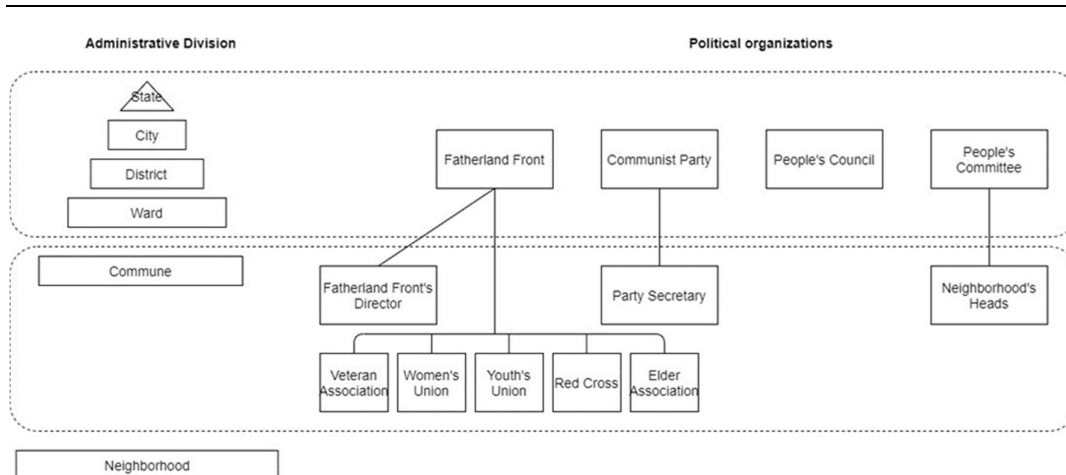 Administrative Division
Political organizations
State
City
District
Ward
Fatherland Front
Communist Party
People's Council
People's
Committee
Commune
Fatherland Front's
Director
Party Secretary
Neighborhood's
Heads
Veteran
Association
Women's
Union
Youth's
Union
Red Cross
Elder
Association
Neighborhood